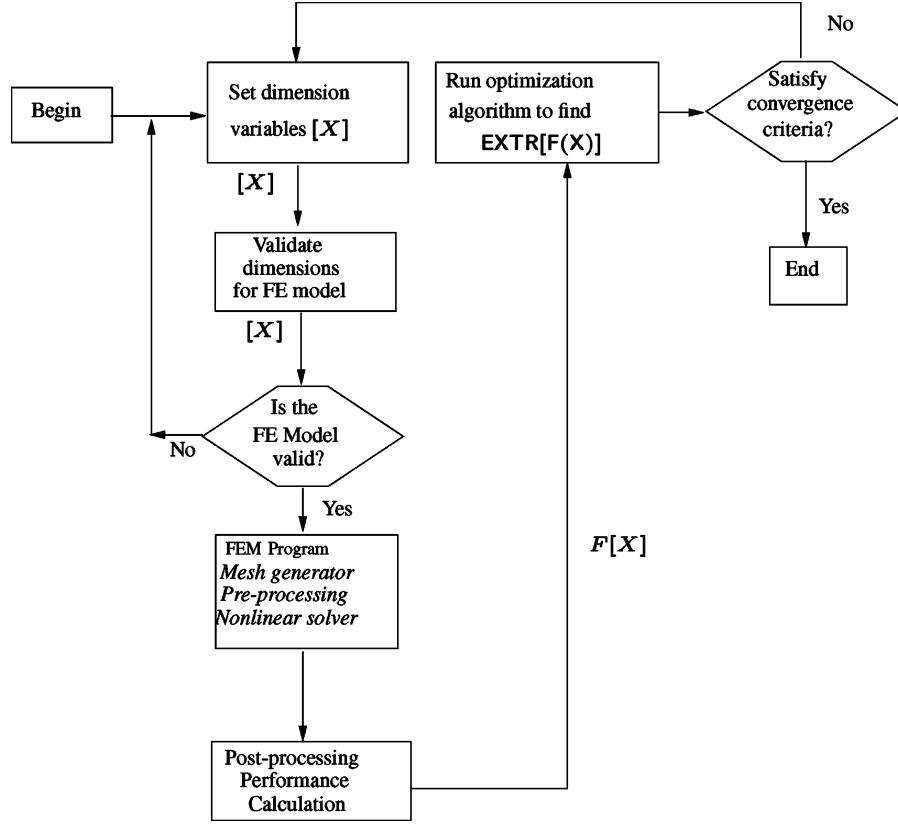 Begin
Set dimension
variables [X]
[X]
Validate
dimensions
for FE model
[X]
Is the
FE Model
valid?
No
Yes
FEM Program
Mesh generator
Pre-processing
Nonlinear solver
Post-processing
Performance
Calculation
F[X]
Run optimization
algorithm to find
EXTR[F(X)]
Satisfy
convergence
criteria?
No
Yes
End